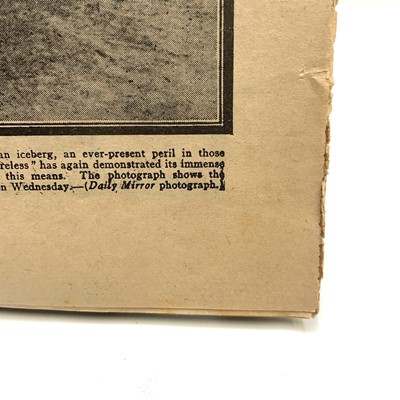 an iceberg, an ever-present peril in those
reless" has again demonstrated its immense
this means. The photograph shows the
n Wednesday.—(Daily Mirror photograph.)